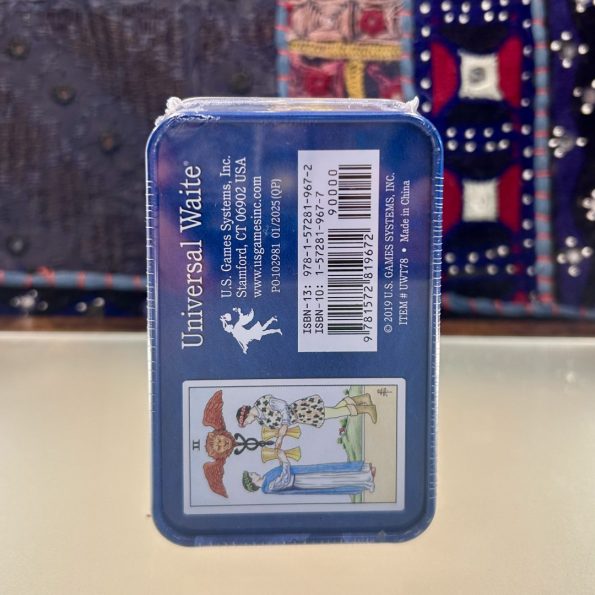 Universal Waite®
U.S. Games Systems, Inc.
Stamford, CT 06902 USA
www.usgamesinc.com
PO-102981 01/2025(QP)
ISBN-13: 978-1-57281-967-2
ISBN-10: 1-57281-967-7
90000
9 781572 819672
© 2019 U.S. GAMES SYSTEMS, INC.
ITEM # UWT78 • Made in China
II